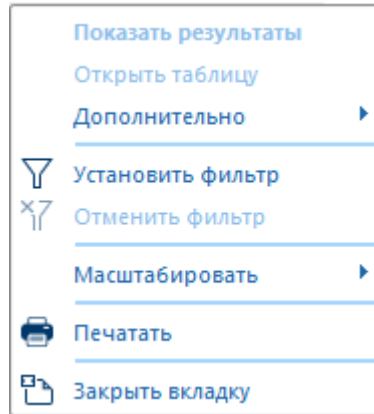 Показать результаты
Открыть таблицу
Дополнительно
Установить фильтр
Отменить фильтр
Масштабировать
Печатать
Закрыть вкладку